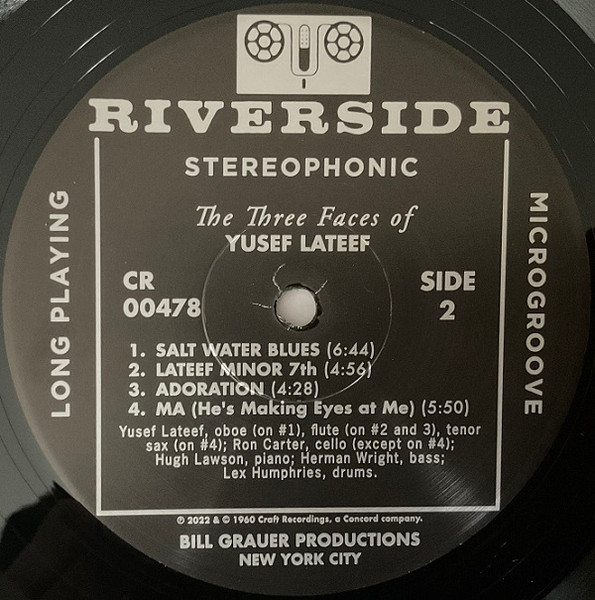 RIVERSIDE
STEREOPHONIC
The Three Faces of
YUSEF LATEEF
CR
00478
SIDE
2
LONG PLAYING
MICROGROOVE
1. SALT WATER BLUES (6:44)
2. LATEEF MINOR 7th (4:56)
3. ADORATION (4:28)
4. MA (He's Making Eyes at Me) (5:50)
Yusef Lateef, oboe (on #1), flute (on #2 and 3), tenor
sax (on #4); Ron Carter, cello (except on #4);
Hugh Lawson, piano; Herman Wright, bass;
Lex Humphries, drums.
℗ 2022 & © 1960 Craft Recordings, a Concord company.
BILL GRAUER PRODUCTIONS
NEW YORK CITY